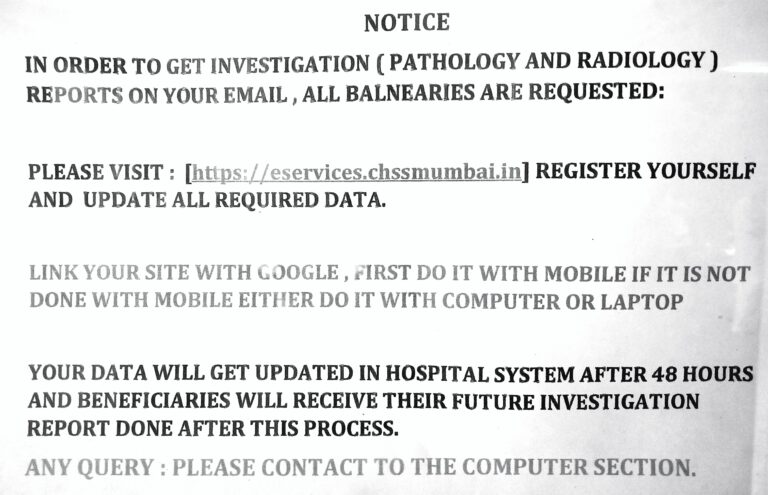 NOTICE
IN ORDER TO GET INVESTIGATION ( PATHOLOGY AND RADIOLOGY )
REPORTS ON YOUR EMAIL , ALL BALNEARIES ARE REQUESTED:
PLEASE VISIT : [https://eservices.chssmumbai.in] REGISTER YOURSELF
AND UPDATE ALL REQUIRED DATA.
LINK YOUR SITE WITH GOOGLE , FIRST DO IT WITH MOBILE IF IT IS NOT
DONE WITH MOBILE EITHER DO IT WITH COMPUTER OR LAPTOP
YOUR DATA WILL GET UPDATED IN HOSPITAL SYSTEM AFTER 48 HOURS
AND BENEFICIARIES WILL RECEIVE THEIR FUTURE INVESTIGATION
REPORT DONE AFTER THIS PROCESS.
ANY QUERY : PLEASE CONTACT TO THE COMPUTER SECTION.